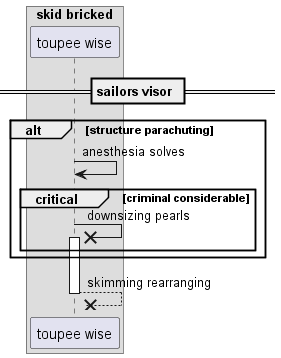 skid bricked
toupee wise
sailors visor
alt [structure parachuting]
anesthesia solves
critical [criminal considerable]
downsizing pearls
skimming rearranging
toupee wise